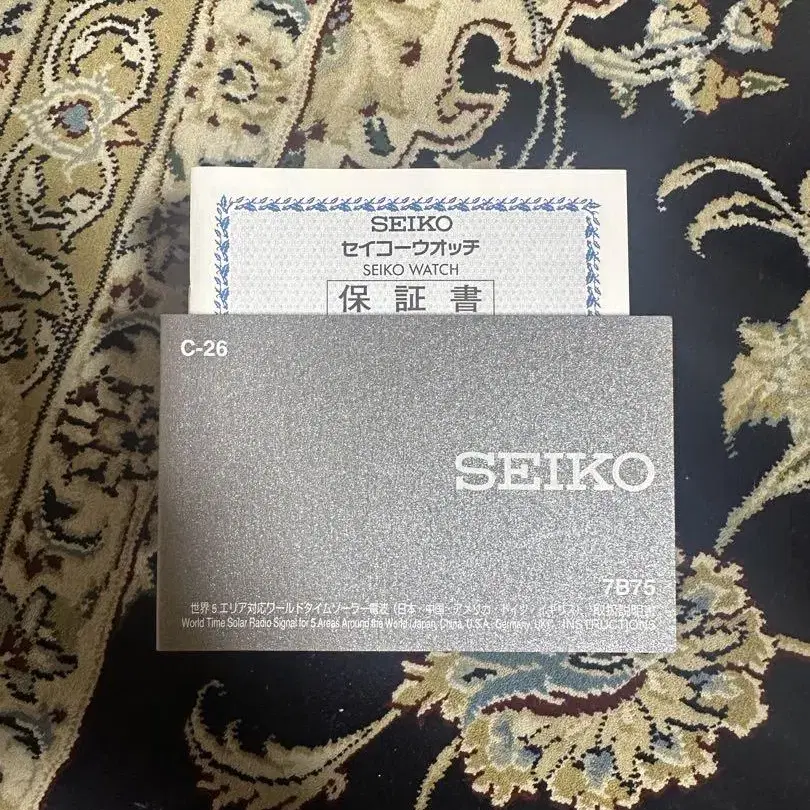 SEIKO
セイコーウオッチ
SEIKO WATCH
保証書
C-26
SEIKO
7B75
世界5エリア対応ワールドタイムソーラー電波（日本・中国・アメリカ・ドイツ・イギリス） 取扱説明書
World Time Solar Radio Signal for 5 Areas Around the World (Japan, China, U.S.A., Germany, U.K.) INSTRUCTIONS